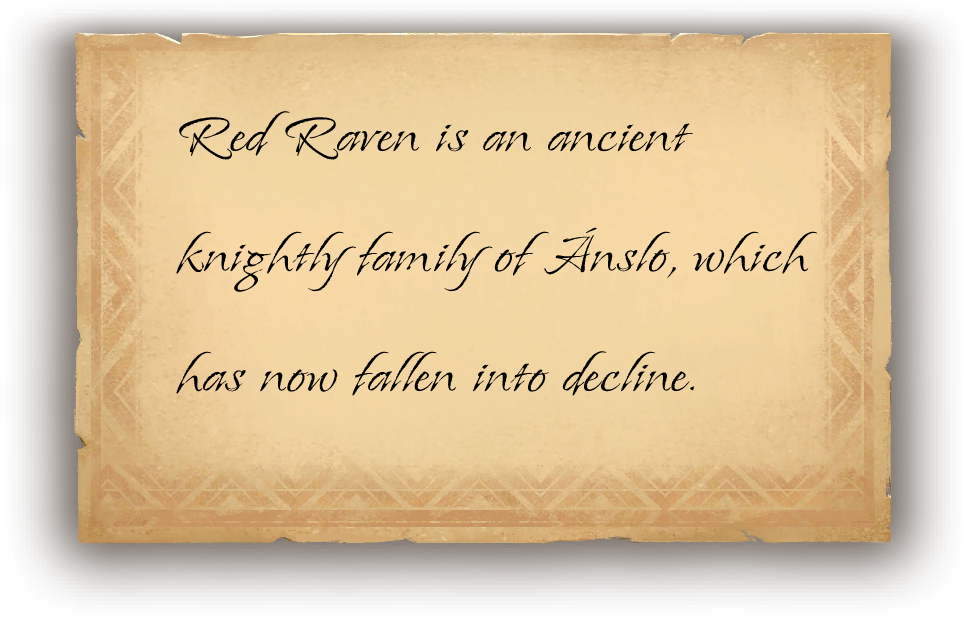 Red Raven is an ancient
knightly family of Ánslo, which
has now fallen into decline.